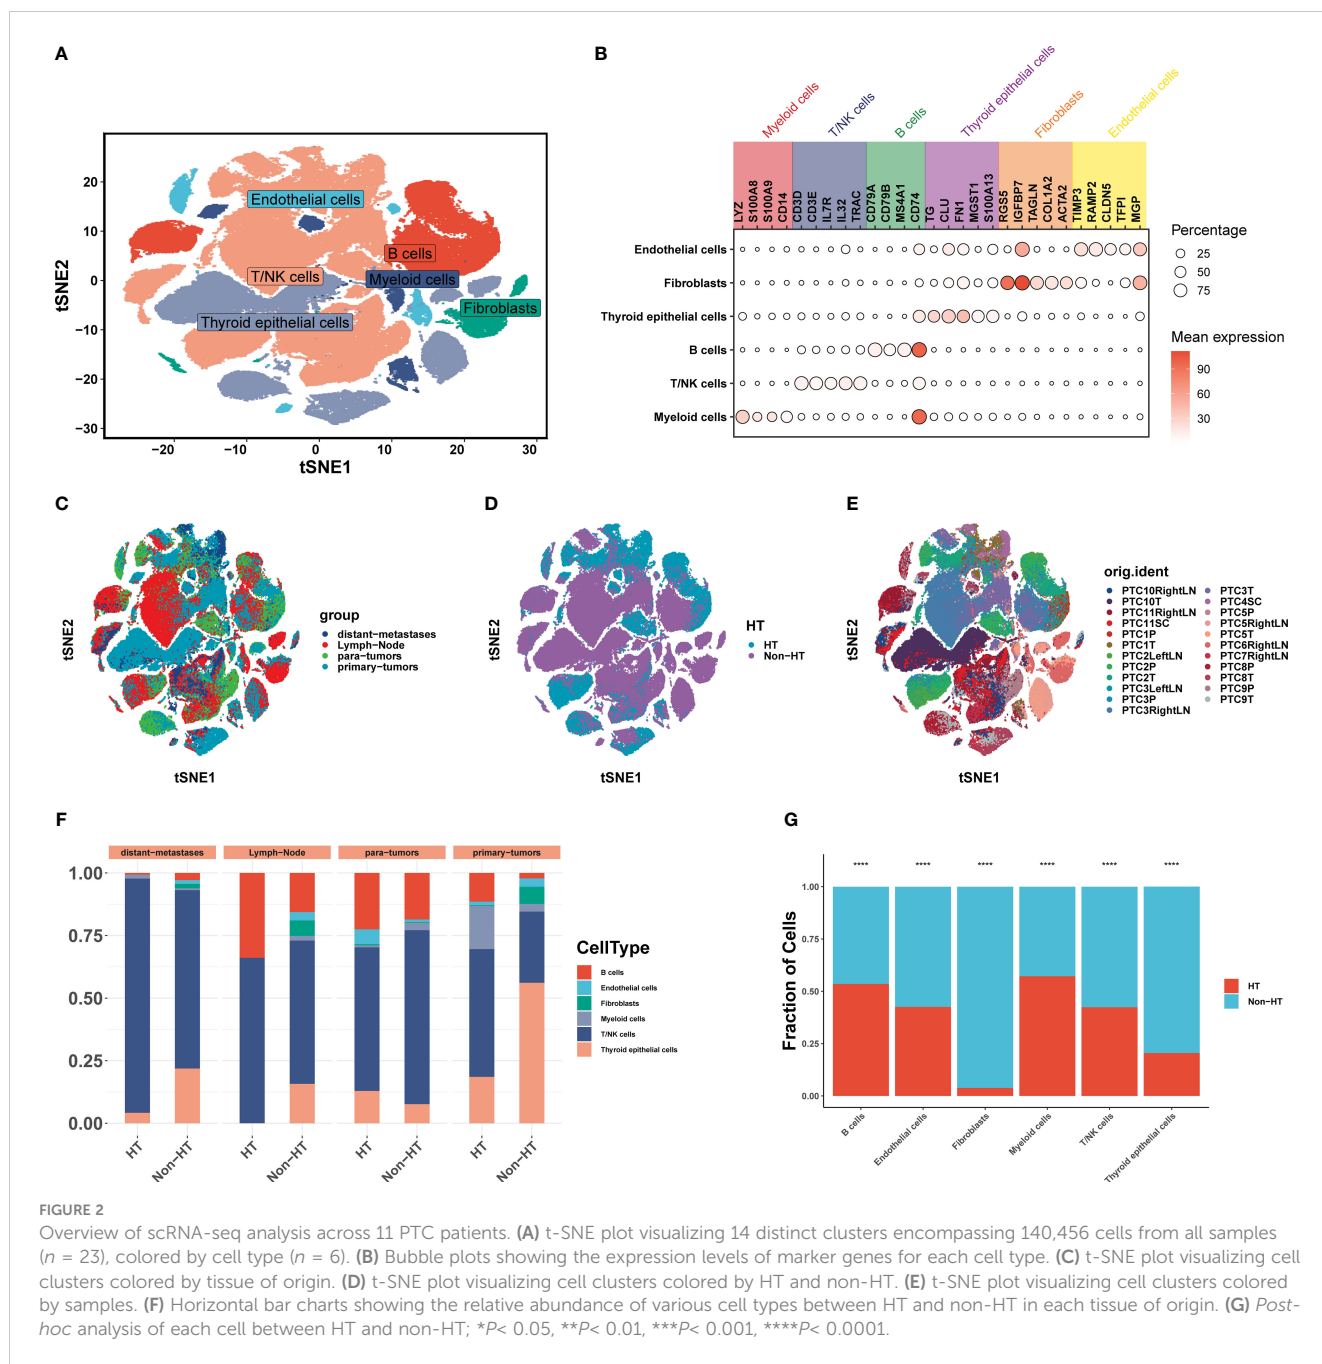 A
B
Myeloid cells
T/NK cells
B cells
Thyroid epithelial cells
Fibroblasts
Endothelial cells
LYZ
S100A8
S100A9
CD14
CD3D
CD3E
IL7R
IL32
TRAC
CD79A
CD79B
MS4A1
CD74
TG
CLU
FN1
MGST1
S100A13
RGS5
IGFBP7
TAGLN
COL1A2
ACTA2
TIMP3
RAMP2
CLDN5
TFPI
MGP
Endothelial cells
Fibroblasts
Thyroid epithelial cells
B cells
T/NK cells
Myeloid cells
Percentage
25
50
75
Mean expression
90
60
30
Endothelial cells
B cells
T/NK cells
Myeloid cells
Fibroblasts
Thyroid epithelial cells
20
10
0
−10
−20
−30
tSNE2
−20
−10
0
10
20
30
tSNE1
C
tSNE2
tSNE1
group
distant−metastases
Lymph−Node
para−tumors
primary−tumors
D
tSNE2
tSNE1
HT
HT
Non−HT
E
tSNE2
tSNE1
orig.ident
PTC10RightLN
PTC10T
PTC11RightLN
PTC11SC
PTC1P
PTC1T
PTC2LeftLN
PTC2P
PTC2T
PTC3LeftLN
PTC3P
PTC3RightLN
PTC3T
PTC4SC
PTC5P
PTC5RightLN
PTC5T
PTC6RightLN
PTC7RightLN
PTC8P
PTC8T
PTC9P
PTC9T
F
distant−metastases
Lymph−Node
para−tumors
primary−tumors
1.00
0.75
0.50
0.25
0.00
HT
Non−HT
HT
Non−HT
HT
Non−HT
HT
Non−HT
CellType
B cells
Endothelial cells
Fibroblasts
Myeloid cells
T/NK cells
Thyroid epithelial cells
G
****
****
****
****
****
****
Fraction of Cells
1.00
0.75
0.50
0.25
0.00
B cells
Endothelial cells
Fibroblasts
Myeloid cells
T/NK cells
Thyroid epithelial cells
HT
Non−HT
FIGURE 2
Overview of scRNA-seq analysis across 11 PTC patients. (A) t-SNE plot visualizing 14 distinct clusters encompassing 140,456 cells from all samples
(n = 23), colored by cell type (n = 6). (B) Bubble plots showing the expression levels of marker genes for each cell type. (C) t-SNE plot visualizing cell
clusters colored by tissue of origin. (D) t-SNE plot visualizing cell clusters colored by HT and non-HT. (E) t-SNE plot visualizing cell clusters colored
by samples. (F) Horizontal bar charts showing the relative abundance of various cell types between HT and non-HT in each tissue of origin. (G) Post-
hoc analysis of each cell between HT and non-HT; *P< 0.05, **P< 0.01, ***P< 0.001, ****P< 0.0001.